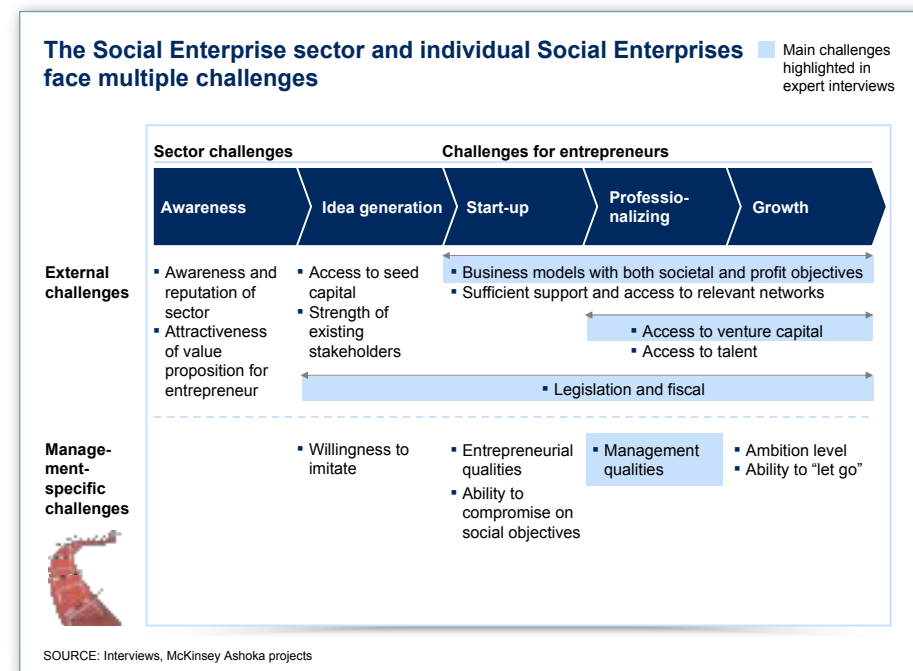 The Social Enterprise sector and individual Social Enterprises
face multiple challenges
Main challenges
highlighted in
expert interviews
Sector challenges
Challenges for entrepreneurs
Awareness
Idea generation
Start-up
Professio-
nalizing
Growth
External
challenges
▪ Awareness and
reputation of
sector
▪ Attractiveness
of value
proposition for
entrepreneur
▪ Access to seed
capital
▪ Strength of
existing
stakeholders
▪ Business models with both societal and profit objectives
▪ Sufficient support and access to relevant networks
▪ Access to venture capital
▪ Access to talent
▪ Legislation and fiscal
Manage-
ment-
specific
challenges
▪ Willingness to
imitate
▪ Entrepreneurial
qualities
▪ Ability to
compromise on
social objectives
▪ Management
qualities
▪ Ambition level
▪ Ability to “let go”
SOURCE: Interviews, McKinsey Ashoka projects